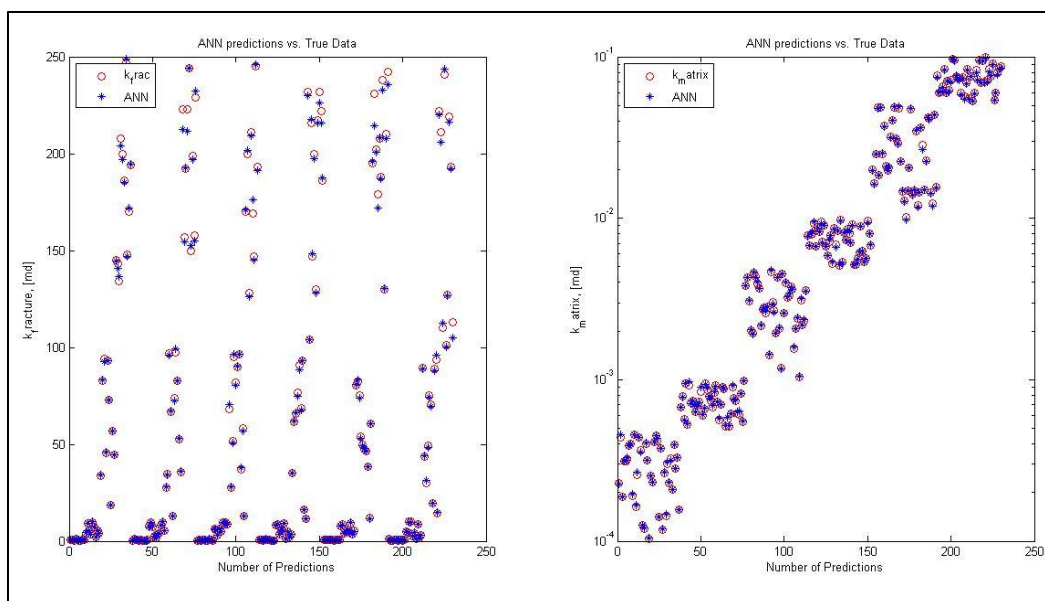 ANN predictions vs. True Data
250
200
150
100
50
0
k_fracture, [md]
k_frac
ANN
0
50
100
150
200
250
Number of Predictions
ANN predictions vs. True Data
10^-1
10^-2
10^-3
10^-4
k_matrix, [md]
k_matrix
ANN
0
50
100
150
200
250
Number of Predictions